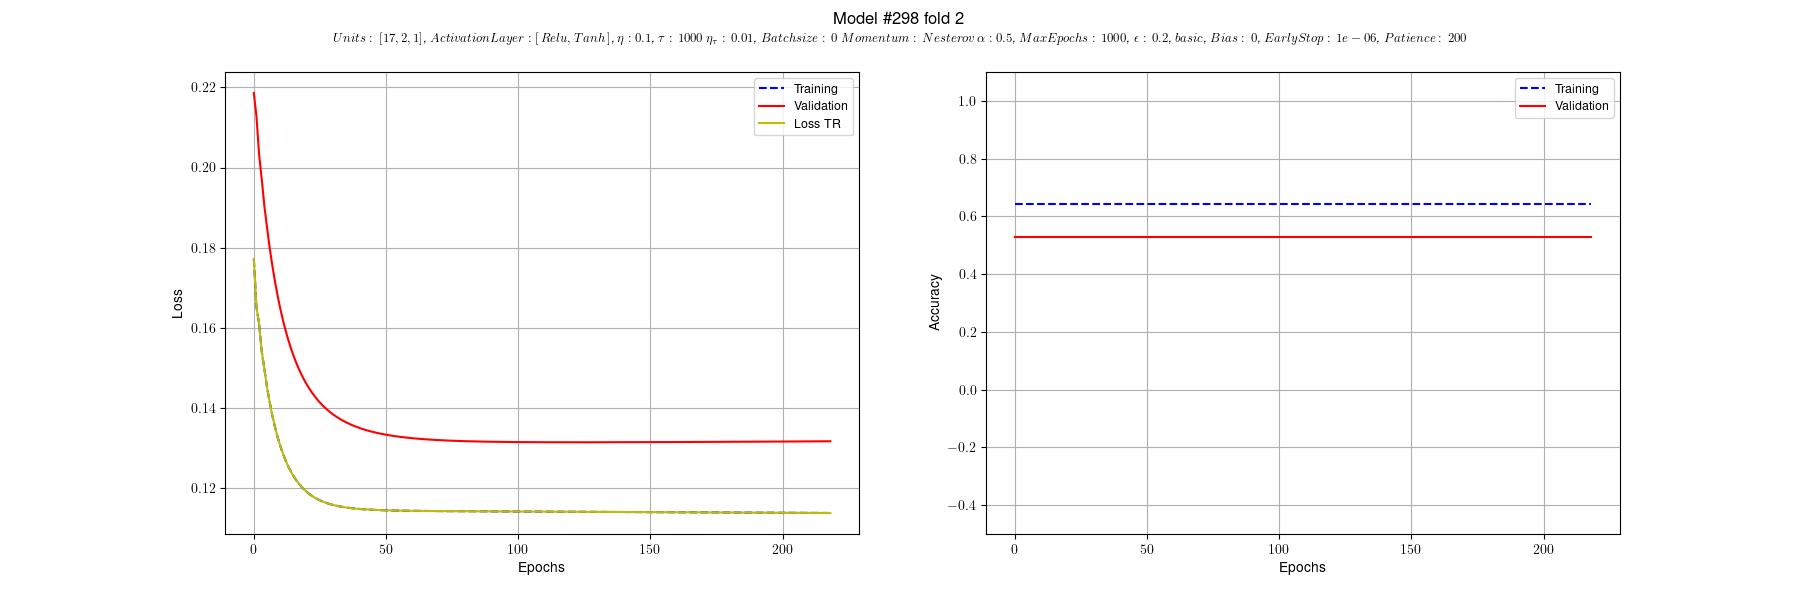 Model #298 fold 2
Units : [17, 2, 1], ActivationLayer : [Relu, Tanh], η : 0.1, τ : 1000 ητ : 0.01, Batchsize : 0 Momentum : Nesterov α : 0.5, MaxEpochs : 1000, ϵ : 0.2, basic, Bias : 0, EarlyStop : 1e − 06, Patience : 200
0.22
0.20
0.18
0.16
0.14
0.12
Loss
0 50 100 150 200
Epochs
Training
Validation
Loss TR
1.0
0.8
0.6
0.4
0.2
0.0
−0.2
−0.4
Accuracy
0 50 100 150 200
Epochs
Training
Validation